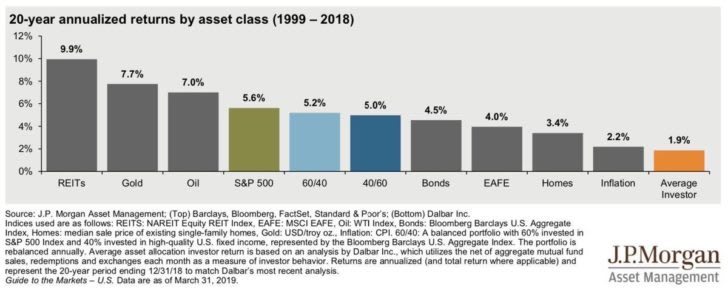 20-year annualized returns by asset class (1999 – 2018)
12%
10%
8%
6%
4%
2%
0%
9.9%
7.7%
7.0%
5.6%
5.2%
5.0%
4.5%
4.0%
3.4%
2.2%
1.9%
REITs Gold Oil S&P 500 60/40 40/60 Bonds EAFE Homes Inflation Average
Investor
Source: J.P. Morgan Asset Management; (Top) Barclays, Bloomberg, FactSet, Standard & Poor's; (Bottom) Dalbar Inc.
Indices used are as follows: REITS: NAREIT Equity REIT Index, EAFE: MSCI EAFE, Oil: WTI Index, Bonds: Bloomberg Barclays U.S. Aggregate
Index, Homes: median sale price of existing single-family homes, Gold: USD/troy oz., Inflation: CPI. 60/40: A balanced portfolio with 60% invested in
S&P 500 Index and 40% invested in high-quality U.S. fixed income, represented by the Bloomberg Barclays U.S. Aggregate Index. The portfolio is
rebalanced annually. Average asset allocation investor return is based on an analysis by Dalbar Inc., which utilizes the net of aggregate mutual fund
sales, redemptions and exchanges each month as a measure of investor behavior. Returns are annualized (and total return where applicable) and
represent the 20-year period ending 12/31/18 to match Dalbar's most recent analysis.
Guide to the Markets – U.S. Data are as of March 31, 2019.
J.P.Morgan
Asset Management